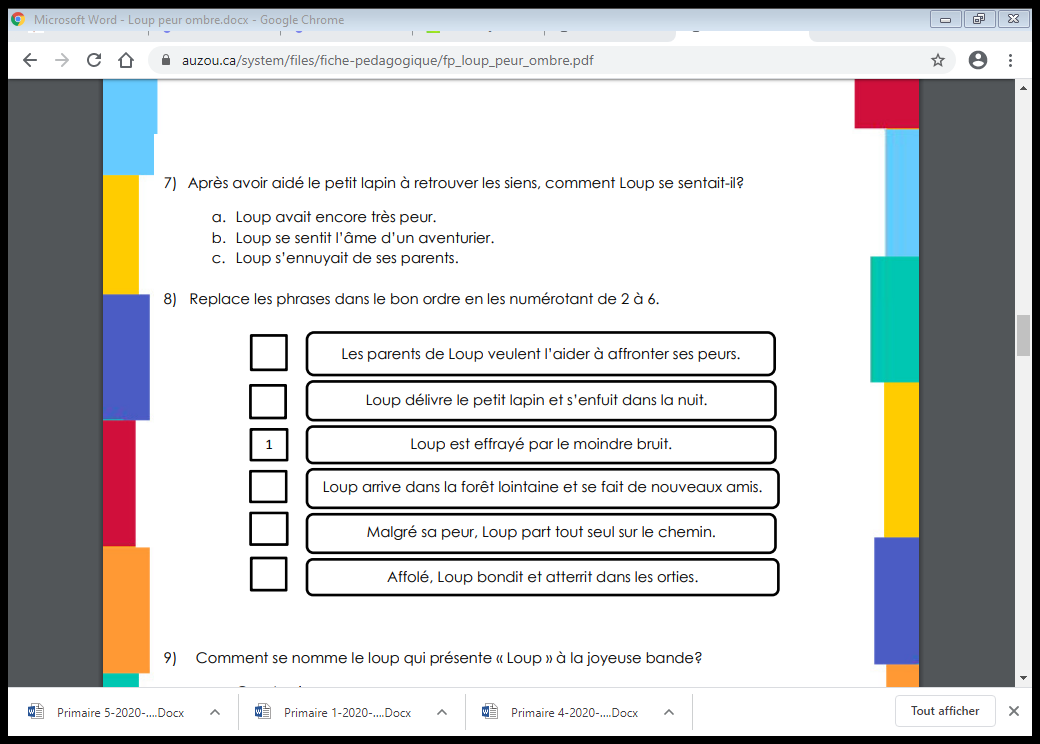 Microsoft Word - Loup peur ombre.docx - Google Chrome
auzou.ca/system/files/fiche-pedagogique/fp_loup_peur_ombre.pdf
7) Après avoir aidé le petit lapin à retrouver les siens, comment Loup se sentait-il?
a. Loup avait encore très peur.
b. Loup se sentit l'âme d'un aventurier.
c. Loup s'ennuyait de ses parents.
8) Replace les phrases dans le bon ordre en les numérotant de 2 à 6.
Les parents de Loup veulent l'aider à affronter ses peurs.
Loup délivre le petit lapin et s'enfuit dans la nuit.
1 Loup est effrayé par le moindre bruit.
Loup arrive dans la forêt lointaine et se fait de nouveaux amis.
Malgré sa peur, Loup part tout seul sur le chemin.
Affolé, Loup bondit et atterrit dans les orties.
9) Comment se nomme le loup qui présente « Loup » à la joyeuse bande?
Primaire 5-2020-....Docx Primaire 1-2020-....Docx Primaire 4-2020-....Docx Tout afficher